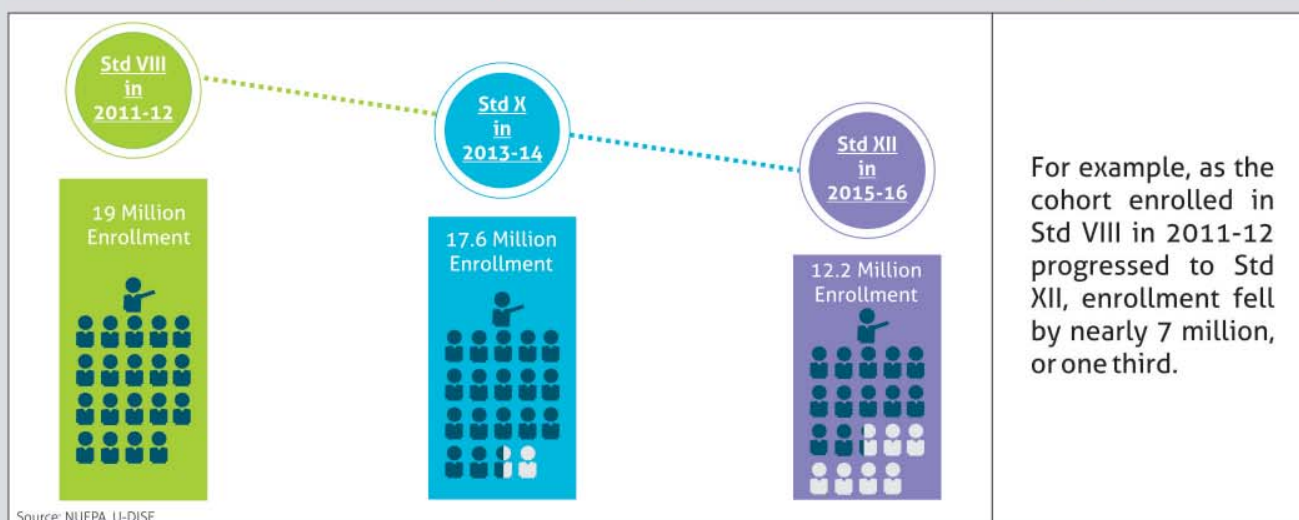 Std VIII
in
2011-12
Std X
in
2013-14
Std XII
in
2015-16
19 Million
Enrollment
17.6 Million
Enrollment
12.2 Million
Enrollment
For example, as the
cohort enrolled in
Std VIII in 2011-12
progressed to Std
XII, enrollment fell
by nearly 7 million,
or one third.
Source: NUEPA, U-DISE